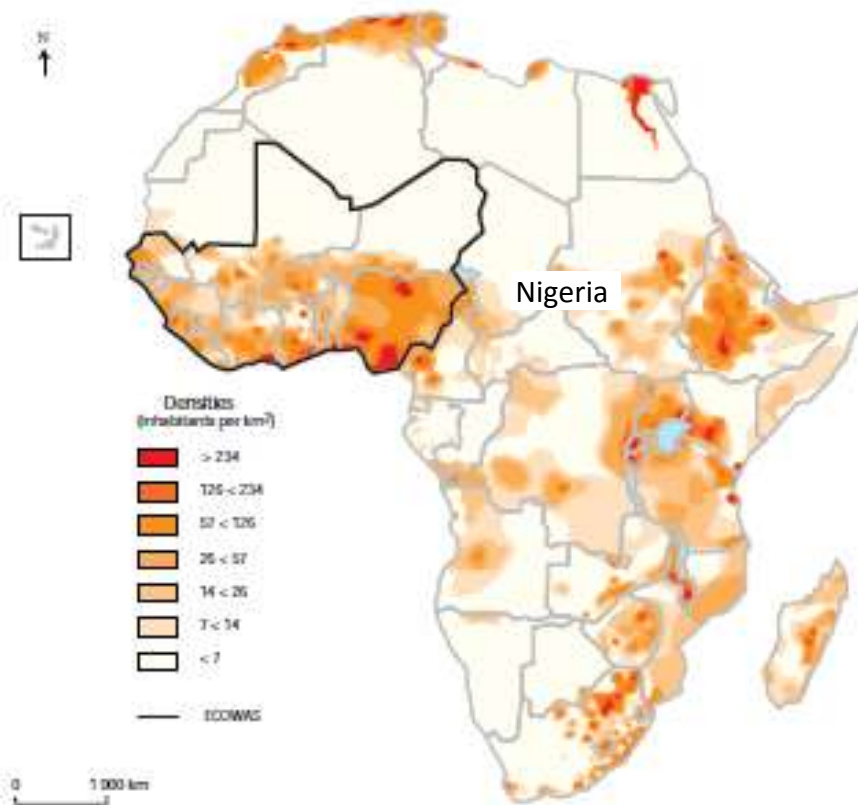 N
Nigeria
Densities
(inhabitants per km²)
> 234
126 < 234
57 < 126
26 < 57
14 < 26
7 < 14
< 7
ECOWAS
0 1 000 km